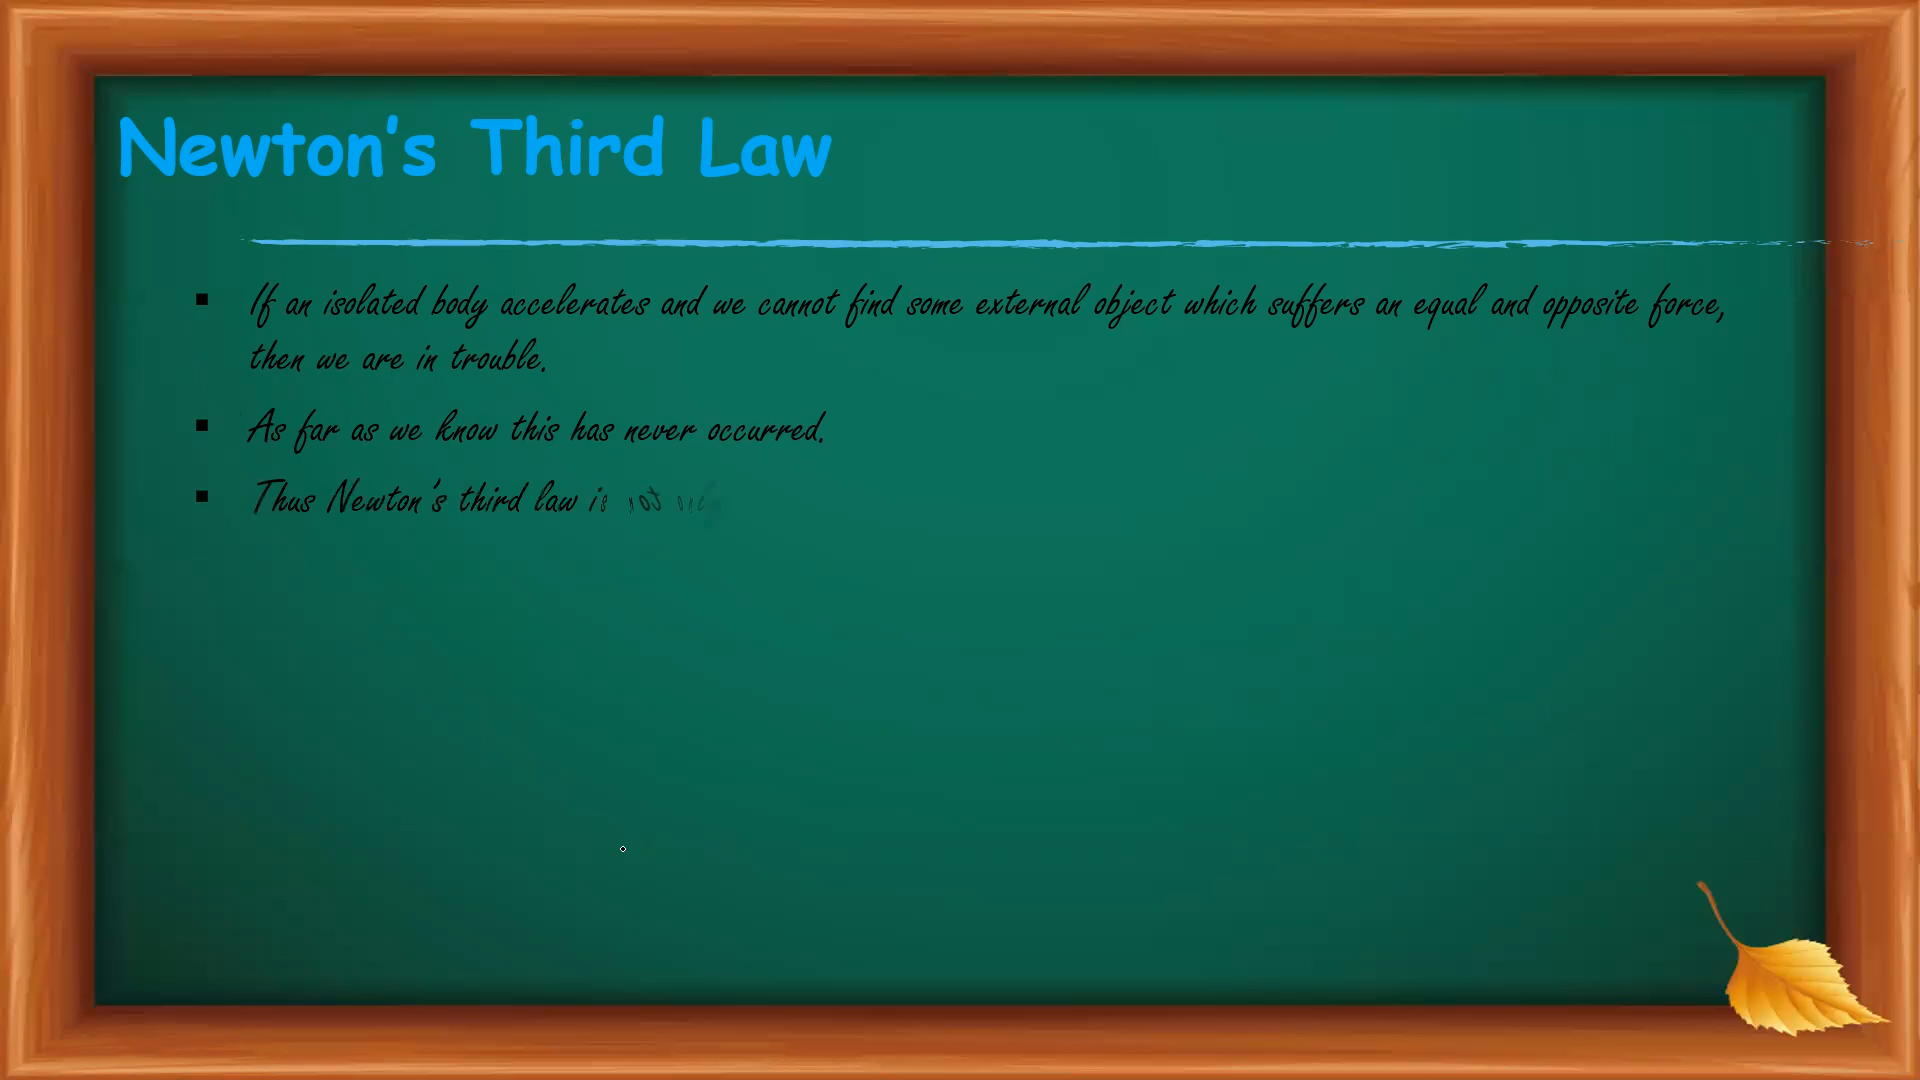 Newton's Third Law
▪ If an isolated body accelerates and we cannot find some external object which suffers an equal and opposite force,
then we are in trouble.
▪ As far as we know this has never occurred.
▪ Thus Newton's third law is not only